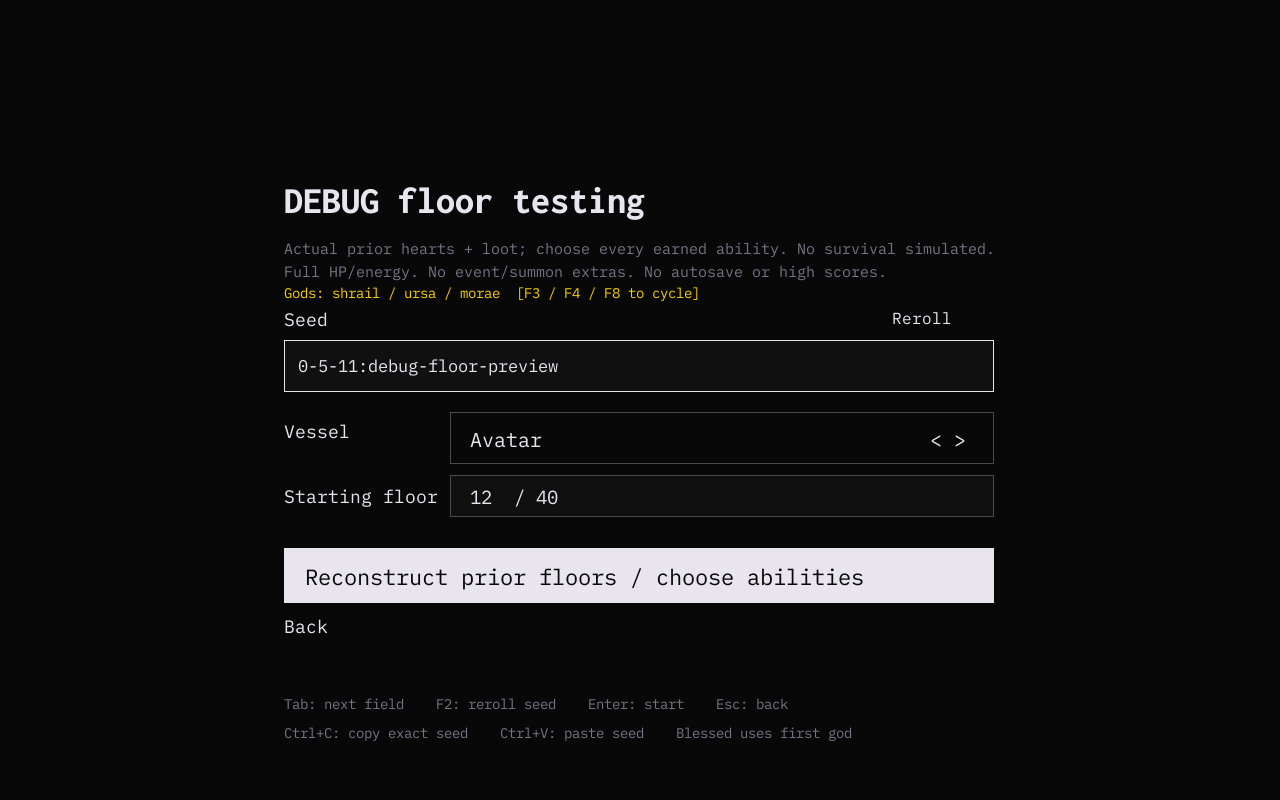 DEBUG floor testing
Actual prior hearts + loot; choose every earned ability. No survival simulated.
Full HP/energy. No event/summon extras. No autosave or high scores.
Gods: shrail / ursa / morae  [F3 / F4 / F8 to cycle]
Seed Reroll
0-5-11:debug-floor-preview
Vessel Avatar < >
Starting floor 12 / 40
Reconstruct prior floors / choose abilities
Back
Tab: next field F2: reroll seed Enter: start Esc: back
Ctrl+C: copy exact seed Ctrl+V: paste seed Blessed uses first god